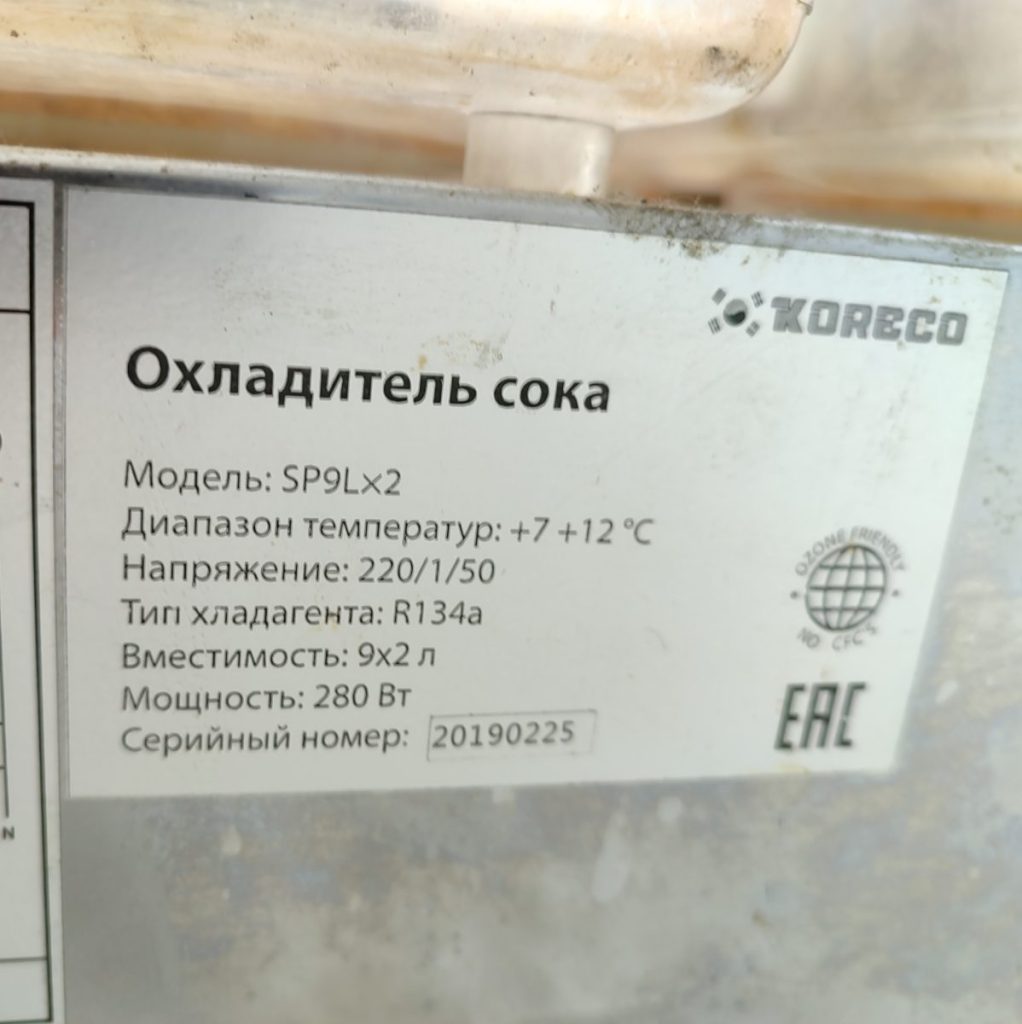 KORECO
Охладитель сока
Модель: SP9Lx2
Диапазон температур: +7 +12 °C
Напряжение: 220/1/50
Тип хладагента: R134a
Вместимость: 9x2 л
Мощность: 280 Вт
Серийный номер: 20190225
OZONE FRIENDLY
NO CFC'S
EAC
N